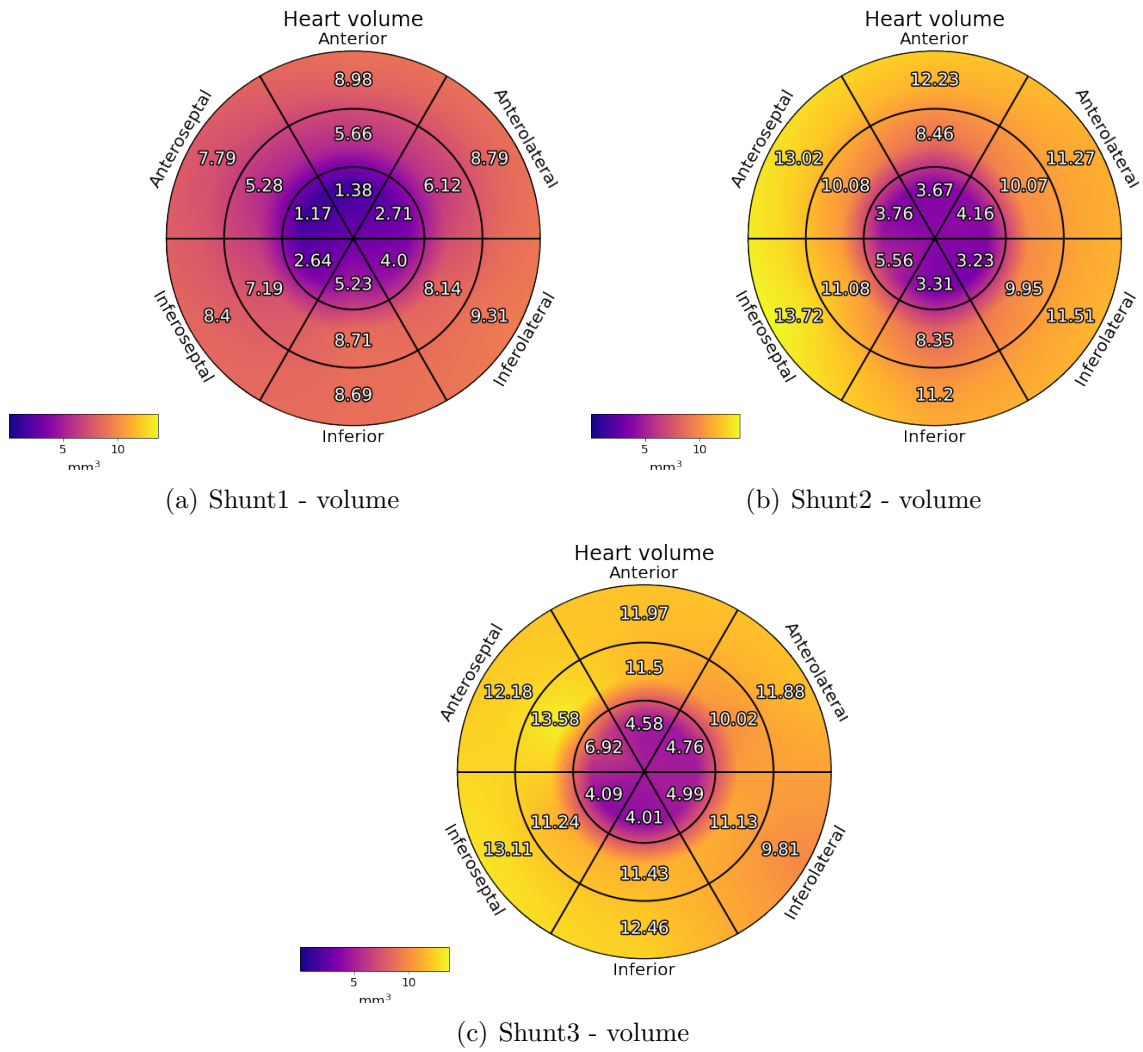 Heart volume
Anterior
8.98
Anteroseptal
Anterolateral
5.66
7.79
8.79
5.28
6.12
1.38
1.17
2.71
2.64
4.0
5.23
7.19
8.14
8.4
9.31
8.71
Inferoseptal
Inferolateral
8.69
Inferior
5
10
mm³
(a) Shunt1 - volume
Heart volume
Anterior
12.23
Anteroseptal
Anterolateral
8.46
13.02
11.27
10.08
10.07
3.67
3.76
4.16
5.56
3.23
3.31
11.08
9.95
13.72
11.51
8.35
Inferoseptal
Inferolateral
11.2
Inferior
5
10
mm³
(b) Shunt2 - volume
Heart volume
Anterior
11.97
Anteroseptal
Anterolateral
11.5
12.18
11.88
13.58
10.02
4.58
6.92
4.76
4.09
4.99
4.01
11.24
11.13
13.11
9.81
11.43
Inferoseptal
Inferolateral
12.46
Inferior
5
10
mm³
(c) Shunt3 - volume